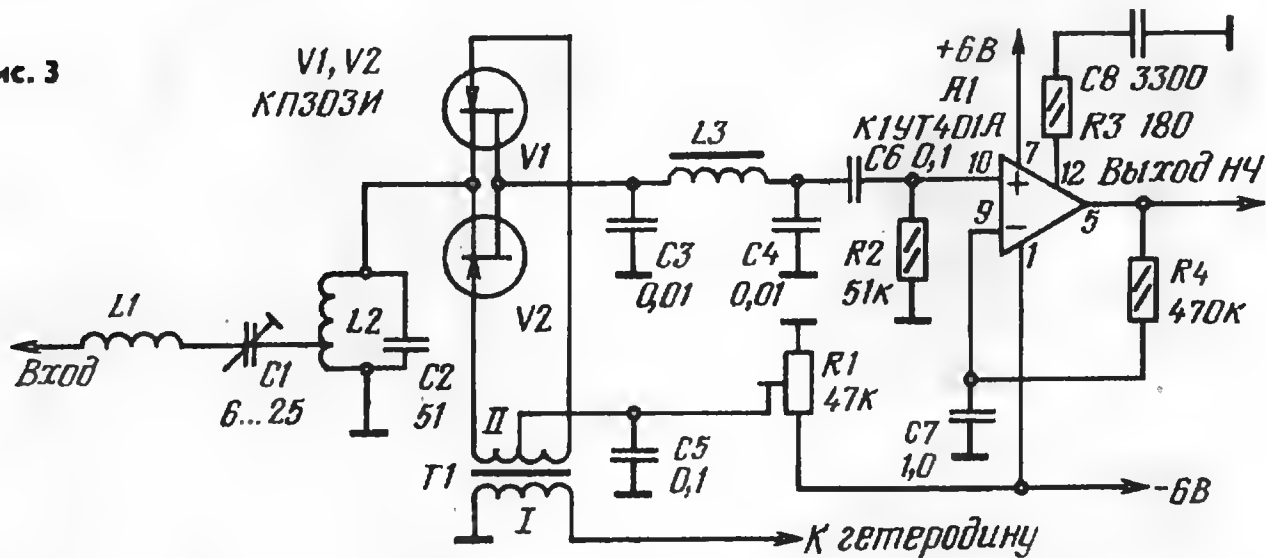 ис. 3
V1, V2
КП303И
V1
V2
L1
Вход
C1
6...25
L2
C2
51
II
T1
I
К гетеродину
C3
0,01
L3
C4
0,01
C5
0,1
R1
47к
C6 0,1
R2
51к
+6В
A1
К1УТ401А
10
9
7
12
1
5
C8 3300
R3 180
Выход НЧ
R4
470к
C7
1,0
-6В